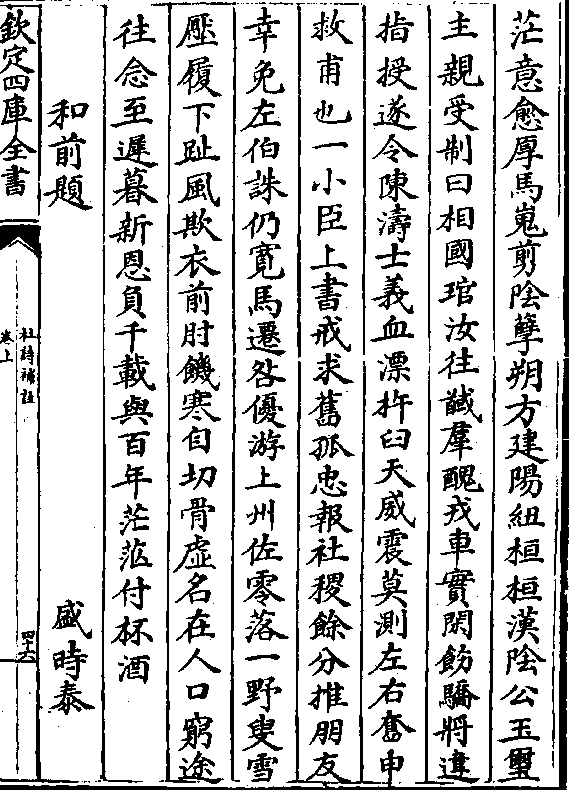 茫意愈厚馬嵬剪陰孽朔方建陽紐桓桓漢陰公玉璽
主親受制曰相國琯汝往馘羣醜戎車實閑飭驕將違
指授遂令陳濤士義血漂杵臼天威震莫測左右奮申
救甫也一小臣上書戒求舊孤忠報社稷餘分推朋友
幸免左伯誅仍寛馬遷咎優游上州佐零落一野叟雪
壓履下趾風欺衣前肘饑寒自切骨虛名在人口窮途
往念至遲暮新恩負千載與百年茫茫付杯酒
和前題
盛時泰
欽定四庫全書
杜詩補註
卷上
四十六